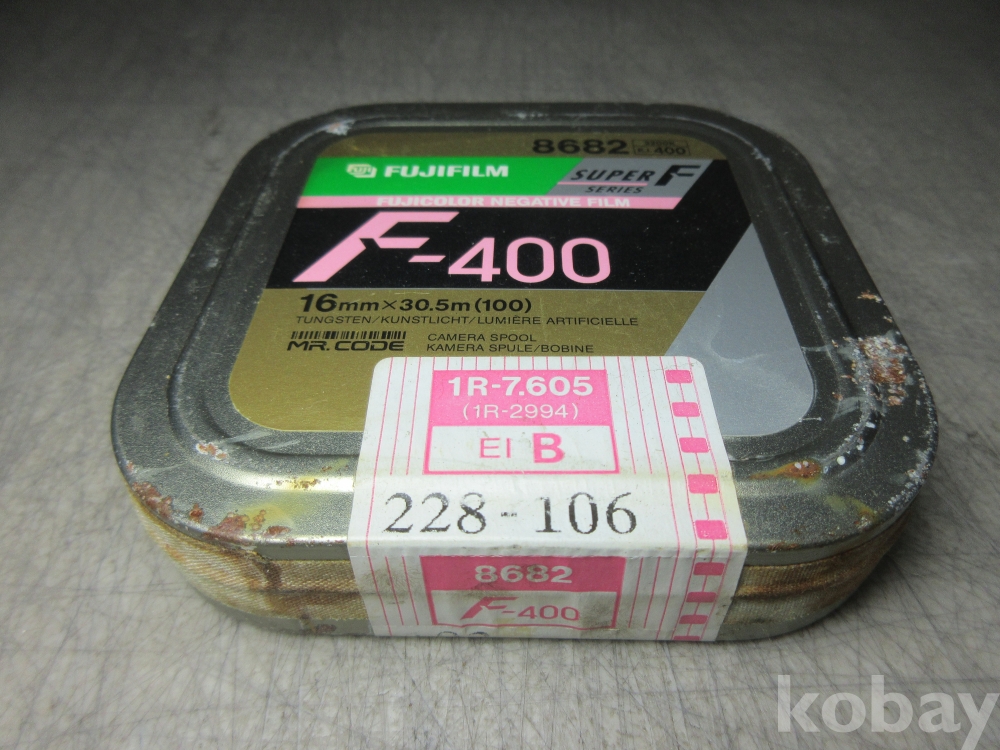 8682
400
FUJIFILM
SUPER F
SERIES
FUJICOLOR NEGATIVE FILM
F-400
16mm×30.5m(100)
TUNGSTEN/KUNSTLICHT/LUMIÈRE ARTIFICIELLE
MR.CODE
CAMERA SPOOL
KAMERA SPULE/BOBINE
1R-7.605
(1R-2994)
EI B
228-106
8682
F-400
kobay